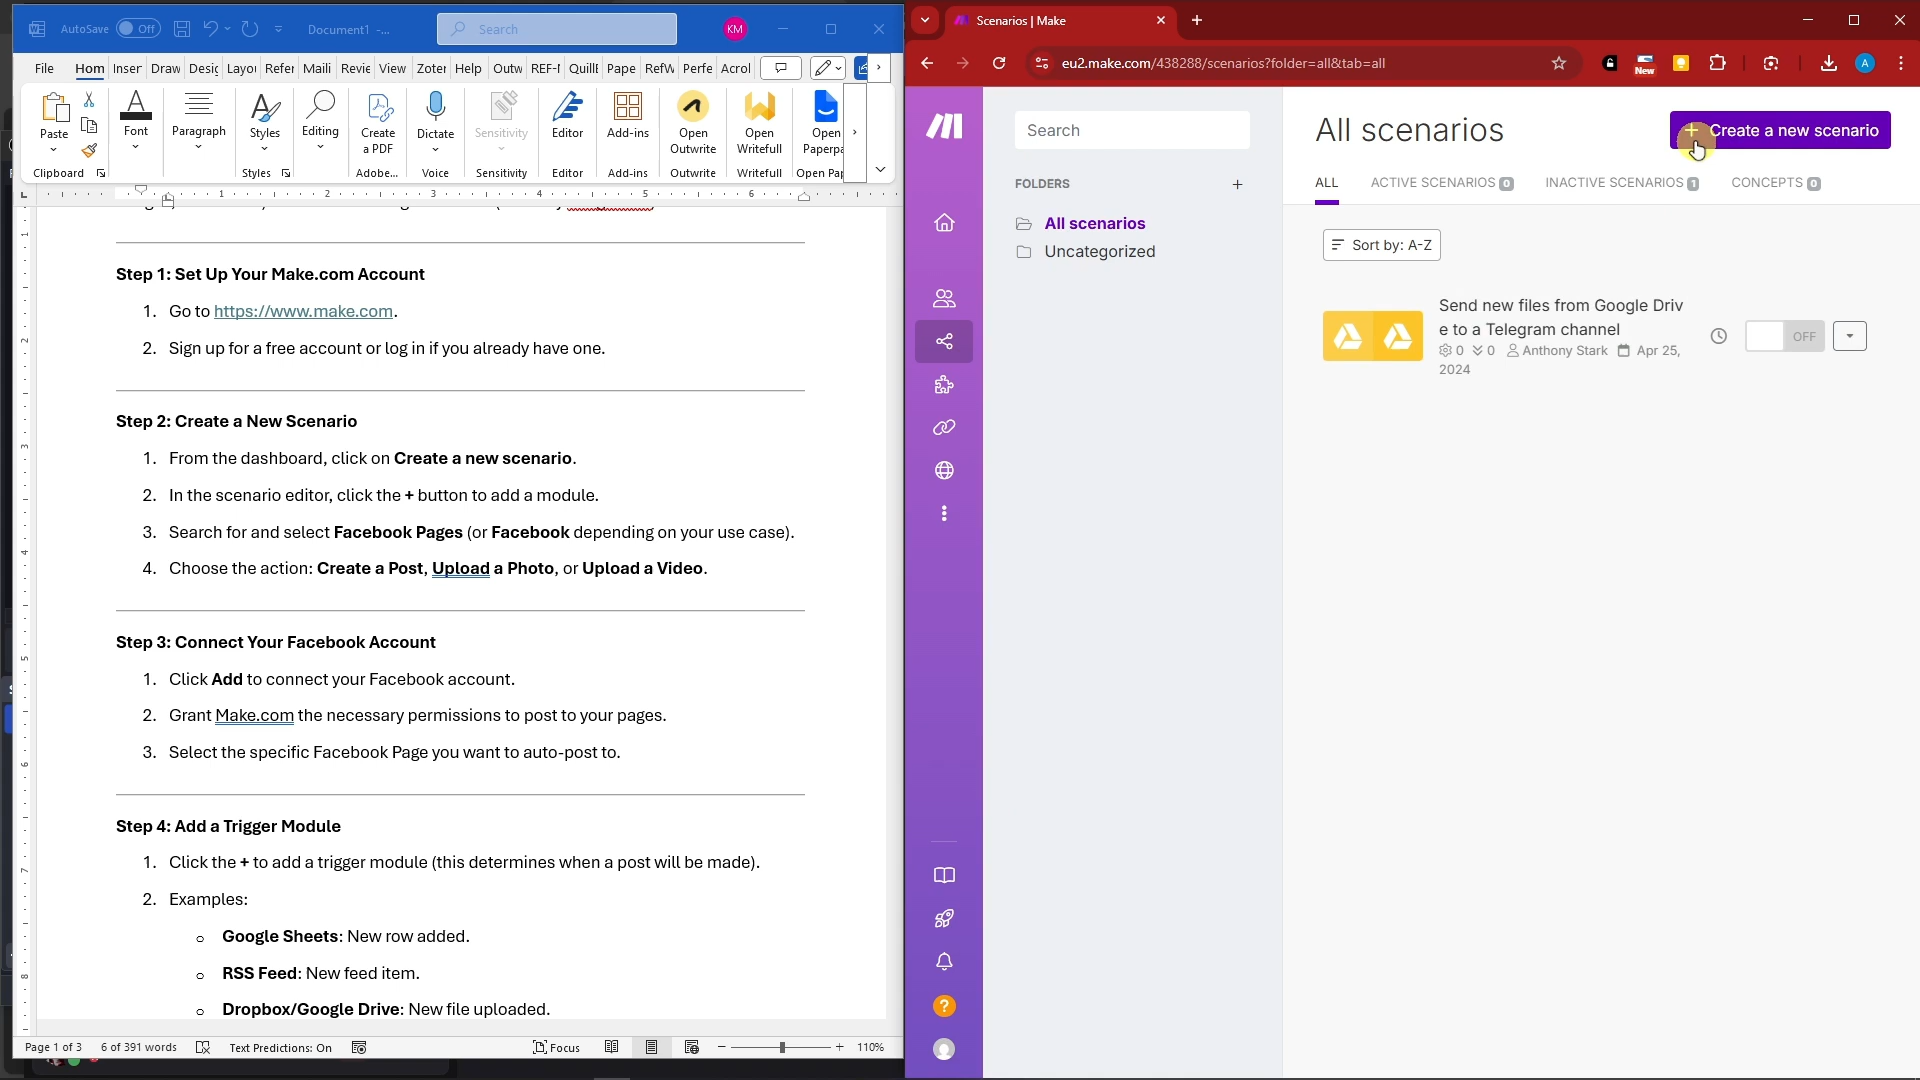 AutoSave Off Document1 -... Search KM
File Hom Inser Draw Desig Layou Refer Maili Revie View Zoter Help Outw REF-I Quill Pape RefW Perfe Acrol
Paste Font Paragraph Styles Editing Create a PDF Dictate Sensitivity Editor Add-ins Open Outwrite Open Writefull Open Paperpa
Clipboard Styles Adobe... Voice Sensitivity Editor Add-ins Outwrite Writefull Open Pap
1 2 3 4 5 6
Step 1: Set Up Your Make.com Account
1. Go to https://www.make.com.
2. Sign up for a free account or log in if you already have one.
Step 2: Create a New Scenario
1. From the dashboard, click on Create a new scenario.
2. In the scenario editor, click the + button to add a module.
3. Search for and select Facebook Pages (or Facebook depending on your use case).
4. Choose the action: Create a Post, Upload a Photo, or Upload a Video.
Step 3: Connect Your Facebook Account
1. Click Add to connect your Facebook account.
2. Grant Make.com the necessary permissions to post to your pages.
3. Select the specific Facebook Page you want to auto-post to.
Step 4: Add a Trigger Module
1. Click the + to add a trigger module (this determines when a post will be made).
2. Examples:
o Google Sheets: New row added.
o RSS Feed: New feed item.
o Dropbox/Google Drive: New file uploaded.
Page 1 of 3 6 of 391 words Text Predictions: On Focus 110%
Scenarios | Make
eu2.make.com/438288/scenarios?folder=all&tab=all New A
Search
FOLDERS +
All scenarios
Uncategorized
?
All scenarios + Create a new scenario
ALL ACTIVE SCENARIOS 0 INACTIVE SCENARIOS 1 CONCEPTS 0
Sort by: A-Z
Send new files from Google Driv
e to a Telegram channel
0 0 Anthony Stark Apr 25,
2024
OFF